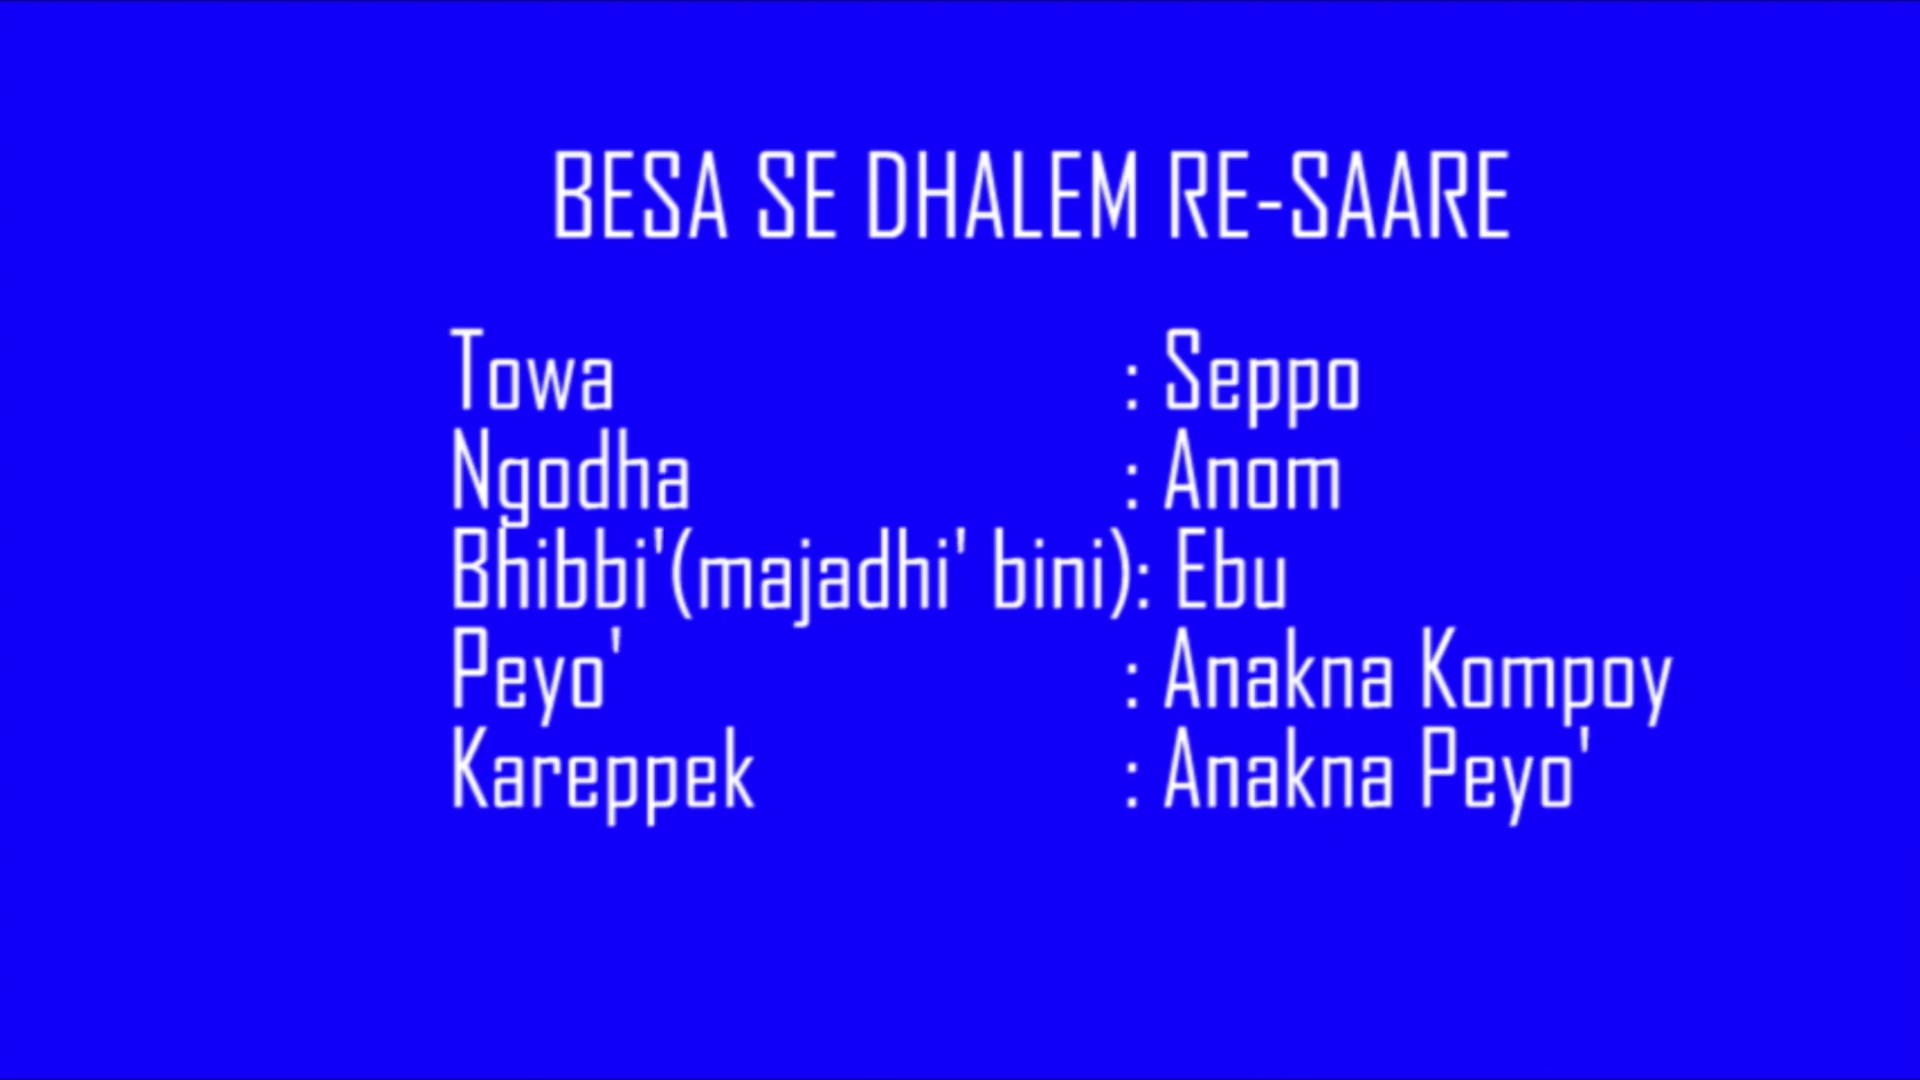 BESA SE DHALEM RE-SAARE
Towa : Seppo
Ngodha : Anom
Bhibbi'(majadhi' bini): Ebu
Peyo' : Anakna Kompoy
Kareppek : Anakna Peyo'